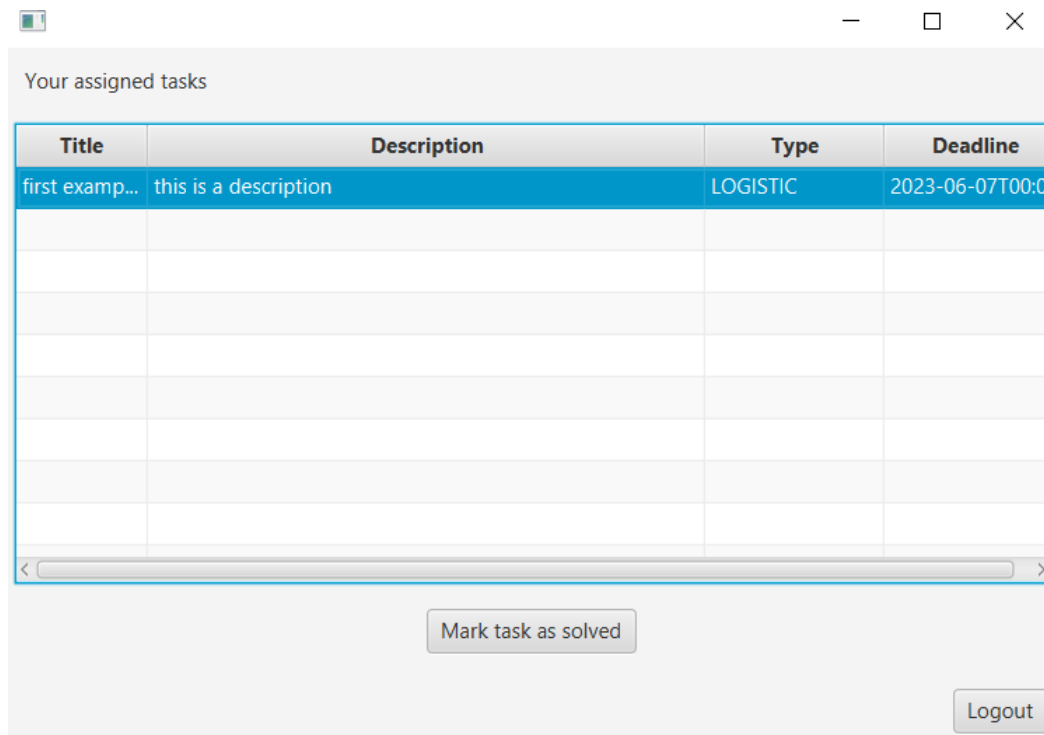 Your assigned tasks
Title Description Type Deadline
first examp... this is a description LOGISTIC 2023-06-07T00:0
Mark task as solved
Logout